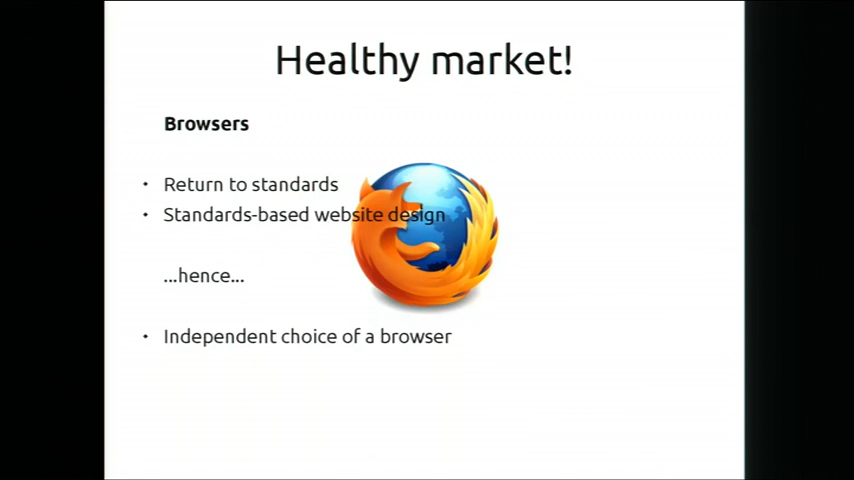 Healthy market!
Browsers
• Return to standards
• Standards-based website design
...hence...
• Independent choice of a browser